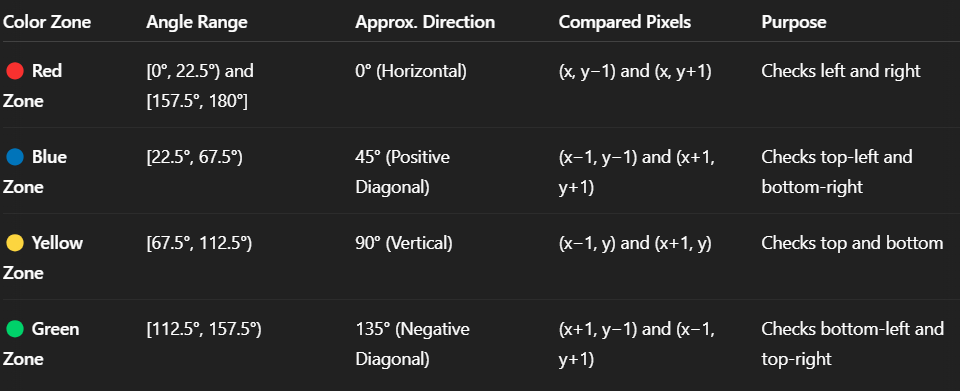 Color Zone Angle Range Approx. Direction Compared Pixels Purpose
Red [0°, 22.5°) and 0° (Horizontal) (x, y−1) and (x, y+1) Checks left and right
Zone [157.5°, 180°]
Blue [22.5°, 67.5°) 45° (Positive (x−1, y−1) and (x+1, Checks top-left and
Zone Diagonal) y+1) bottom-right
Yellow [67.5°, 112.5°) 90° (Vertical) (x−1, y) and (x+1, y) Checks top and bottom
Zone
Green [112.5°, 157.5°) 135° (Negative (x+1, y−1) and (x−1, Checks bottom-left and
Zone Diagonal) y+1) top-right